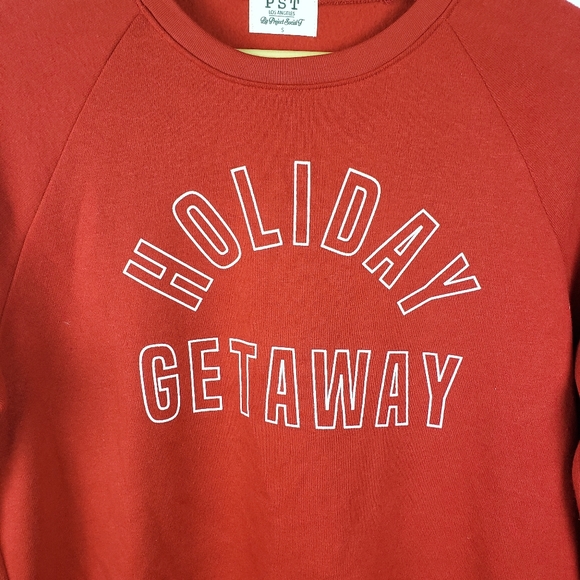 PST
LOS ANGELES
By Project Social T
S
HOLIDAY
GETAWAY